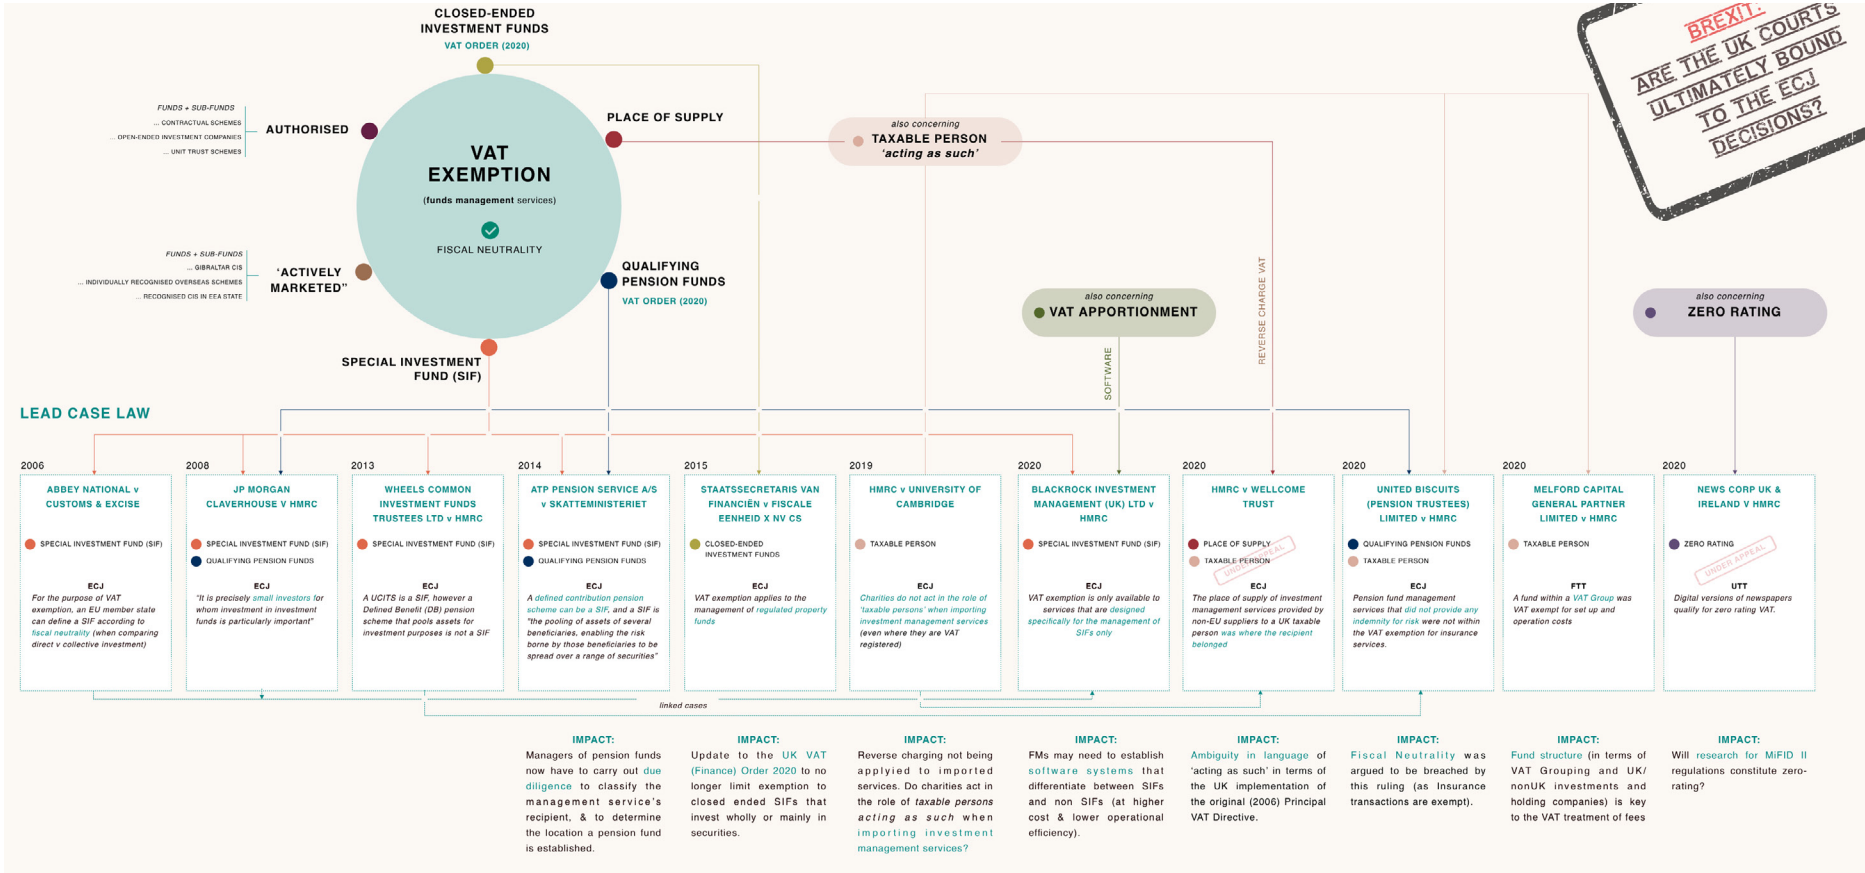 CLOSED-ENDED
INVESTMENT FUNDS
VAT ORDER (2020)
BREXIT:
ARE THE UK COURTS
ULTIMATELY BOUND
TO THE ECJ
DECISIONS?
FUNDS + SUB-FUNDS
... CONTRACTUAL SCHEMES
... OPEN-ENDED INVESTMENT COMPANIES
... UNIT TRUST SCHEMES
AUTHORISED
PLACE OF SUPPLY
also concerning
TAXABLE PERSON
'acting as such'
VAT
EXEMPTION
(funds management services)
FISCAL NEUTRALITY
FUNDS + SUB-FUNDS
... GIBRALTAR CIS
... INDIVIDUALLY RECOGNISED OVERSEAS SCHEMES
... RECOGNISED CIS IN EEA STATE
'ACTIVELY
MARKETED"
QUALIFYING
PENSION FUNDS
VAT ORDER (2020)
also concerning
VAT APPORTIONMENT
REVERSE CHARGE VAT
also concerning
ZERO RATING
SPECIAL INVESTMENT
FUND (SIF)
SOFTWARE
LEAD CASE LAW
2006
ABBEY NATIONAL v
CUSTOMS & EXCISE
SPECIAL INVESTMENT FUND (SIF)
ECJ
For the purpose of VAT
exemption, an EU member state
can define a SIF according to
fiscal neutrality (when comparing
direct v collective investment)
2008
JP MORGAN
CLAVERHOUSE v HMRC
SPECIAL INVESTMENT FUND (SIF)
QUALIFYING PENSION FUNDS
ECJ
"It is precisely small investors for
whom investment in investment
funds is particularly important"
2013
WHEELS COMMON
INVESTMENT FUNDS
TRUSTEES LTD v HMRC
SPECIAL INVESTMENT FUND (SIF)
ECJ
A UCITS is a SIF, however a
Defined Benefit (DB) pension
scheme that pools assets for
investment purposes is not a SIF
2014
ATP PENSION SERVICE A/S
v SKATTEMINISTERIET
SPECIAL INVESTMENT FUND (SIF)
QUALIFYING PENSION FUNDS
ECJ
A defined contribution pension
scheme can be a SIF, and a SIF is
"the pooling of assets of several
beneficiaries, enabling the risk
borne by those beneficiaries to be
spread over a range of securities"
2015
STAATSSECRETARIS VAN
FINANCIËN v FISCALE
EENHEID X NV CS
CLOSED-ENDED
INVESTMENT FUNDS
ECJ
VAT exemption applies to the
management of regulated property
funds
2019
HMRC v UNIVERSITY OF
CAMBRIDGE
TAXABLE PERSON
ECJ
Charities do not act in the role of
'taxable persons' when importing
investment management services
(even where they are VAT
registered)
2020
BLACKROCK INVESTMENT
MANAGEMENT (UK) LTD v
HMRC
SPECIAL INVESTMENT FUND (SIF)
ECJ
VAT exemption is only available to
services that are designed
specifically for the management of
SIFs only
2020
HMRC v WELLCOME
TRUST
PLACE OF SUPPLY
TAXABLE PERSON
UNDER APPEAL
ECJ
The place of supply of investment
management services provided by
non-EU suppliers to a UK taxable
person was where the recipient
belonged
2020
UNITED BISCUITS
(PENSION TRUSTEES)
LIMITED v HMRC
QUALIFYING PENSION FUNDS
TAXABLE PERSON
ECJ
Pension fund management
services that did not provide any
indemnity for risk were not within
the VAT exemption for insurance
services.
2020
MELFORD CAPITAL
GENERAL PARTNER
LIMITED v HMRC
TAXABLE PERSON
FTT
A fund within a VAT Group was
VAT exempt for set up and
operation costs
2020
NEWS CORP UK &
IRELAND V HMRC
ZERO RATING
UNDER APPEAL
UTT
Digital versions of newspapers
qualify for zero rating VAT.
linked cases
IMPACT:
Managers of pension funds
now have to carry out due
diligence to classify the
management service's
recipient, & to determine
the location a pension fund
is established.
IMPACT:
Update to the UK VAT
(Finance) Order 2020 to no
longer limit exemption to
closed ended SIFs that
invest wholly or mainly in
securities.
IMPACT:
Reverse charging not being
applyied to imported
services. Do charities act in
the role of taxable persons
acting as such when
importing investment
management services?
IMPACT:
FMs may need to establish
software systems that
differentiate between SIFs
and non SIFs (at higher
cost & lower operational
efficiency).
IMPACT:
Ambiguity in language of
'acting as such' in terms of
the UK implementation of
the original (2006) Principal
VAT Directive.
IMPACT:
Fiscal Neutrality was
argued to be breached by
this ruling (as Insurance
transactions are exempt).
IMPACT:
Fund structure (in terms of
VAT Grouping and UK/
nonUK investments and
holding companies) is key
to the VAT treatment of fees
IMPACT:
Will research for MiFID II
regulations constitute zero-
rating?